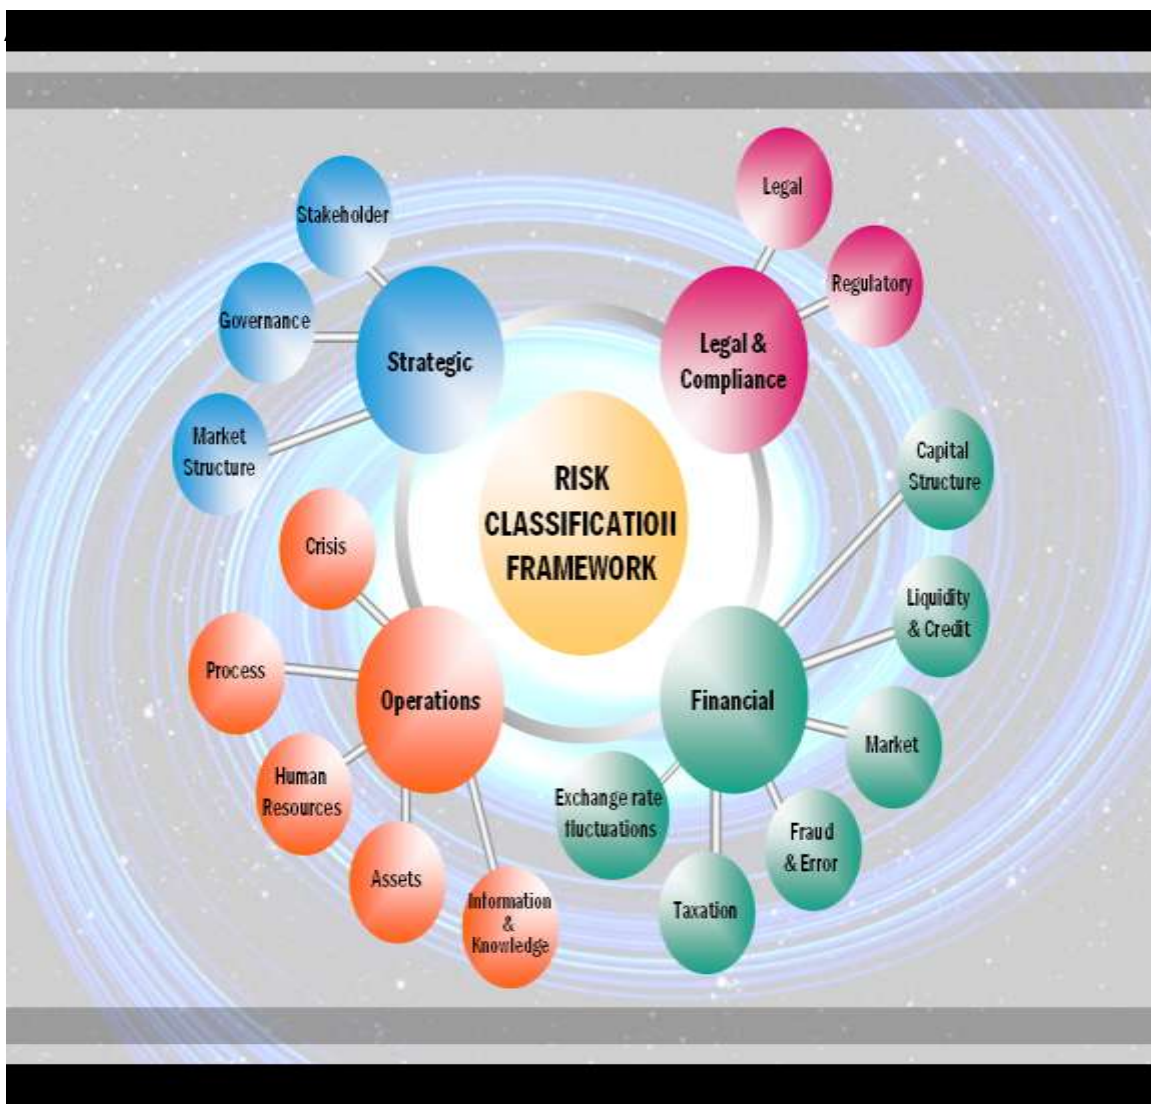 Legal
Stakeholder
Regulatory
Governance
Strategic
Legal &
Compliance
Market
Structure
Capital
Structure
RISK
CLASSIFICATION
FRAMEWORK
Crisis
Liquidity
& Credit
Process
Operations
Financial
Market
Human
Resources
Exchange rate
fluctuations
Fraud
& Error
Assets
Information
&
Knowledge
Taxation